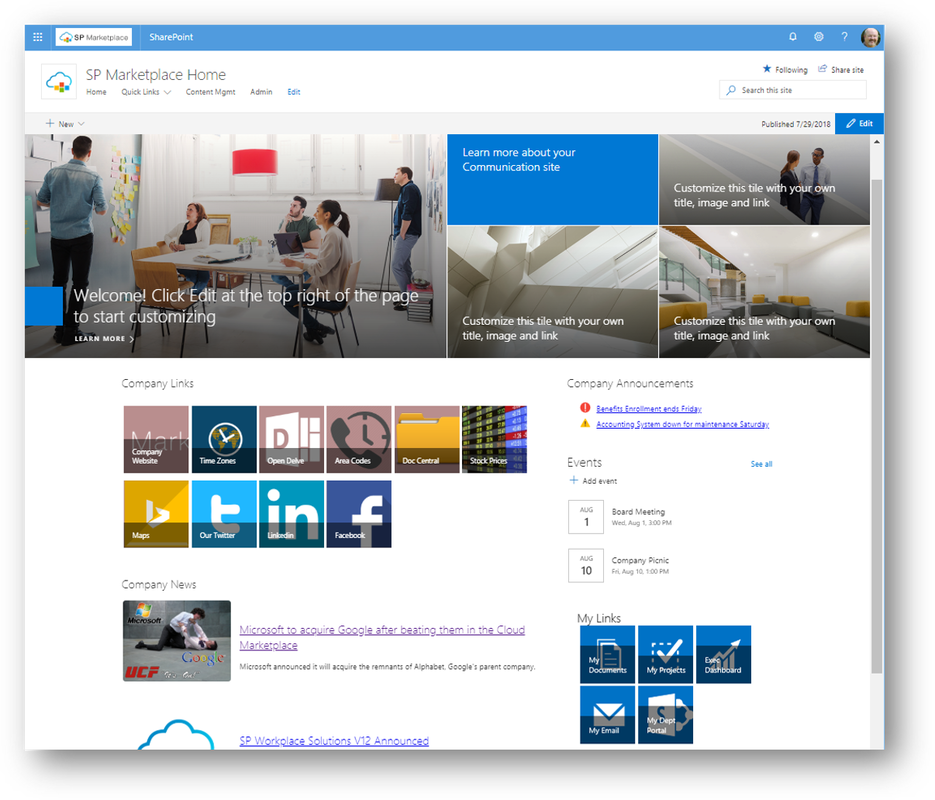 SP Marketplace
SharePoint
?
SP Marketplace Home
Following
Share site
Home
Quick Links
Content Mgmt
Admin
Edit
Search this site
+ New
Published 7/29/2018
Edit
Welcome! Click Edit at the top right of the page
to start customizing
LEARN MORE
Learn more about your
Communication site
Customize this tile with your own
title, image and link
Customize this tile with your own
title, image and link
Customize this tile with your own
title, image and link
Company Links
Mark
Company
Website
Time Zones
Open Delve
Area Codes
Doc Central
Stock Prices
Maps
Our Twitter
in
LinkedIn
f
Facebook
Company Announcements
Benefits Enrollment ends Friday
Accounting System down for maintenance Saturday
Events
See all
+ Add event
AUG
1
Board Meeting
Wed, Aug 1, 3:00 PM
AUG
10
Company Picnic
Fri, Aug 10, 1:00 PM
Company News
Microsoft
Google
UCF
It's On!
Microsoft to acquire Google after beating them in the Cloud
Marketplace
Microsoft announced it will acquire the remnants of Alphabet, Google's parent company.
SP Workplace Solutions V12 Announced
My Links
My
Documents
My Projects
Exec
Dashboard
My Email
My Dept
Portal